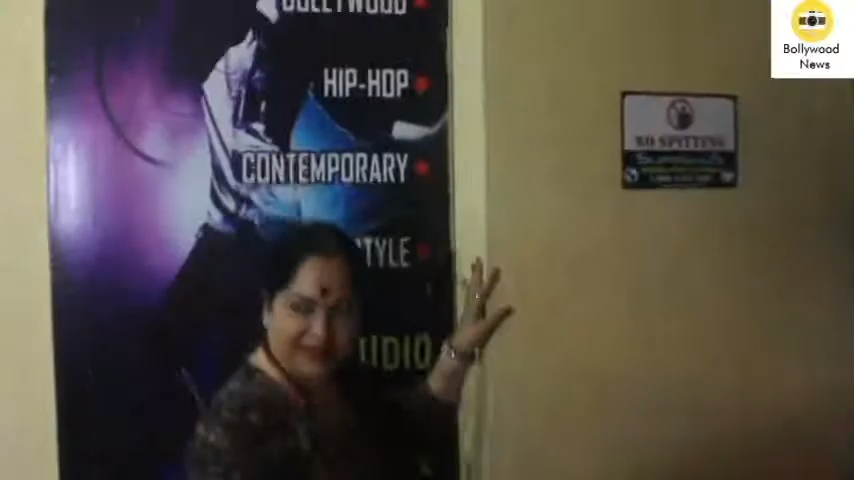 BOLLYWOOD
HIP-HOP
CONTEMPORARY
STYLE
UDIO
NO SPITTING
Bollywood
News